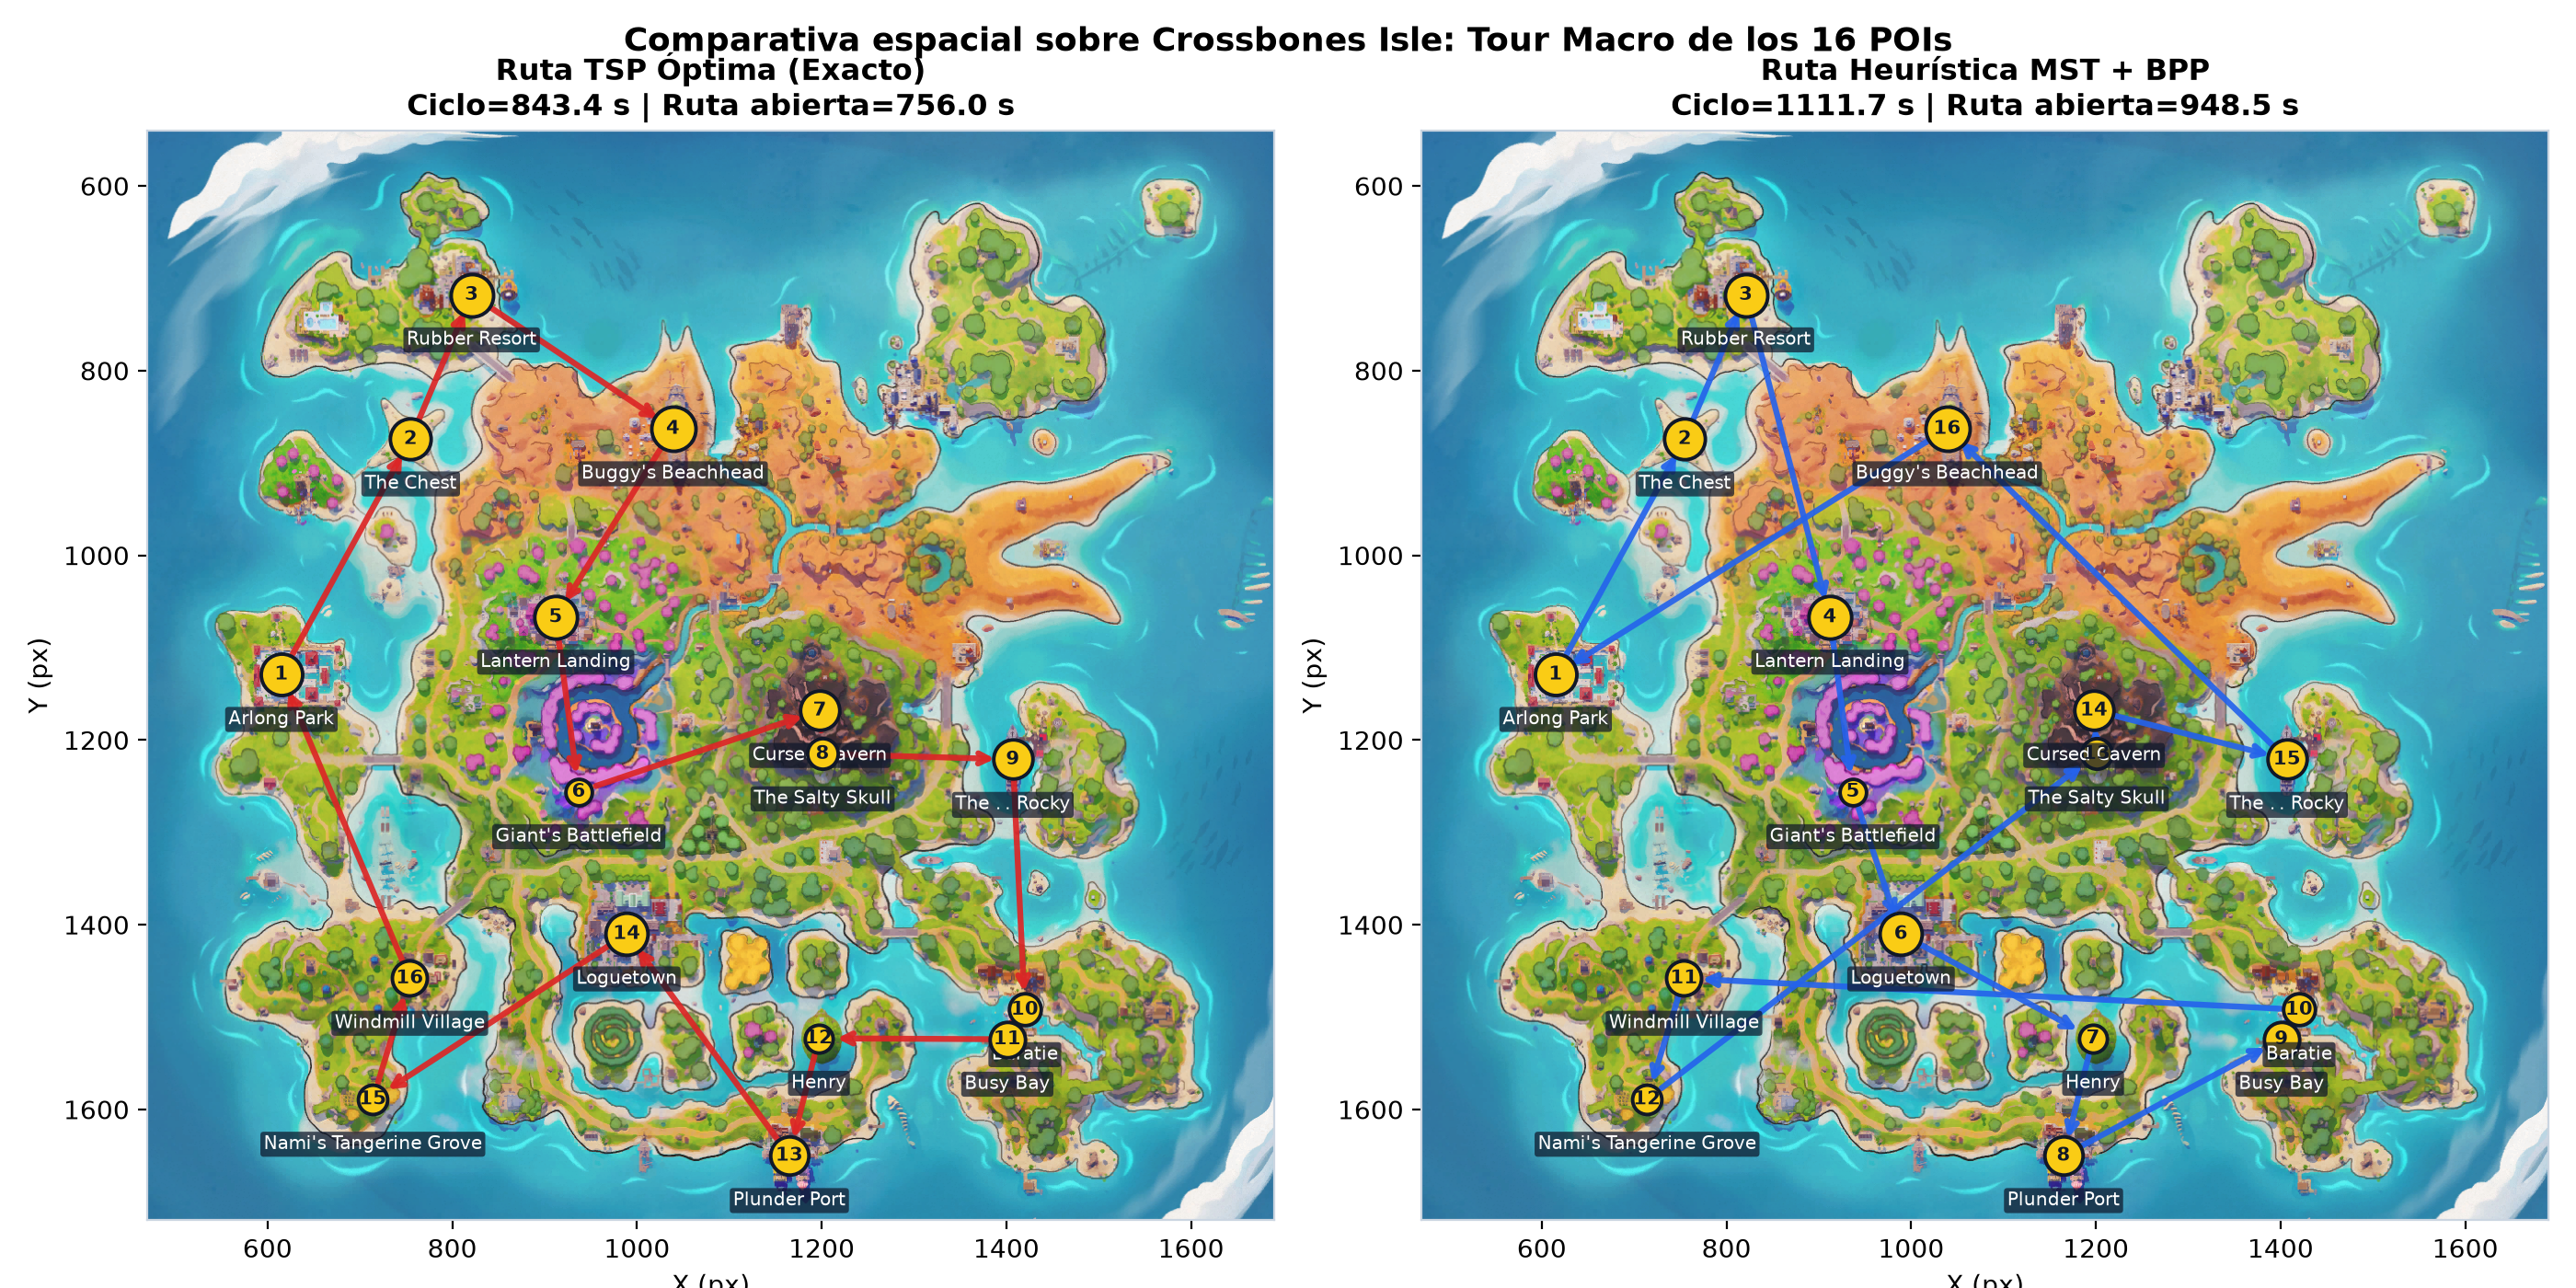 Comparativa espacial sobre Crossbones Isle: Tour Macro de los 16 POIs
Ruta TSP Óptima (Exacto)
Ciclo=843.4 s | Ruta abierta=756.0 s
600
800
1000
1200
1400
1600
Y (px)
3
Rubber Resort
2
The Chest
4
Buggy's Beachhead
5
Lantern Landing
1
Arlong Park
7
8
The Salty Skull
6
Giant's Battlefield
9
The . . Rocky
14
Loguetown
16
Windmill Village
10
11
Busy Bay
12
Henry
15
Nami's Tangerine Grove
13
Plunder Port
600
800
1000
1200
1400
1600
X (px)
Ruta Heurística MST + BPP
Ciclo=1111.7 s | Ruta abierta=948.5 s
600
800
1000
1200
1400
1600
Y (px)
3
Rubber Resort
2
The Chest
16
Buggy's Beachhead
4
Lantern Landing
1
Arlong Park
14
Cursed Cavern
The Salty Skull
5
Giant's Battlefield
15
The . . Rocky
6
Loguetown
11
Windmill Village
10
9
Baratie
Busy Bay
7
Henry
12
Nami's Tangerine Grove
8
Plunder Port
600
800
1000
1200
1400
1600
X (px)